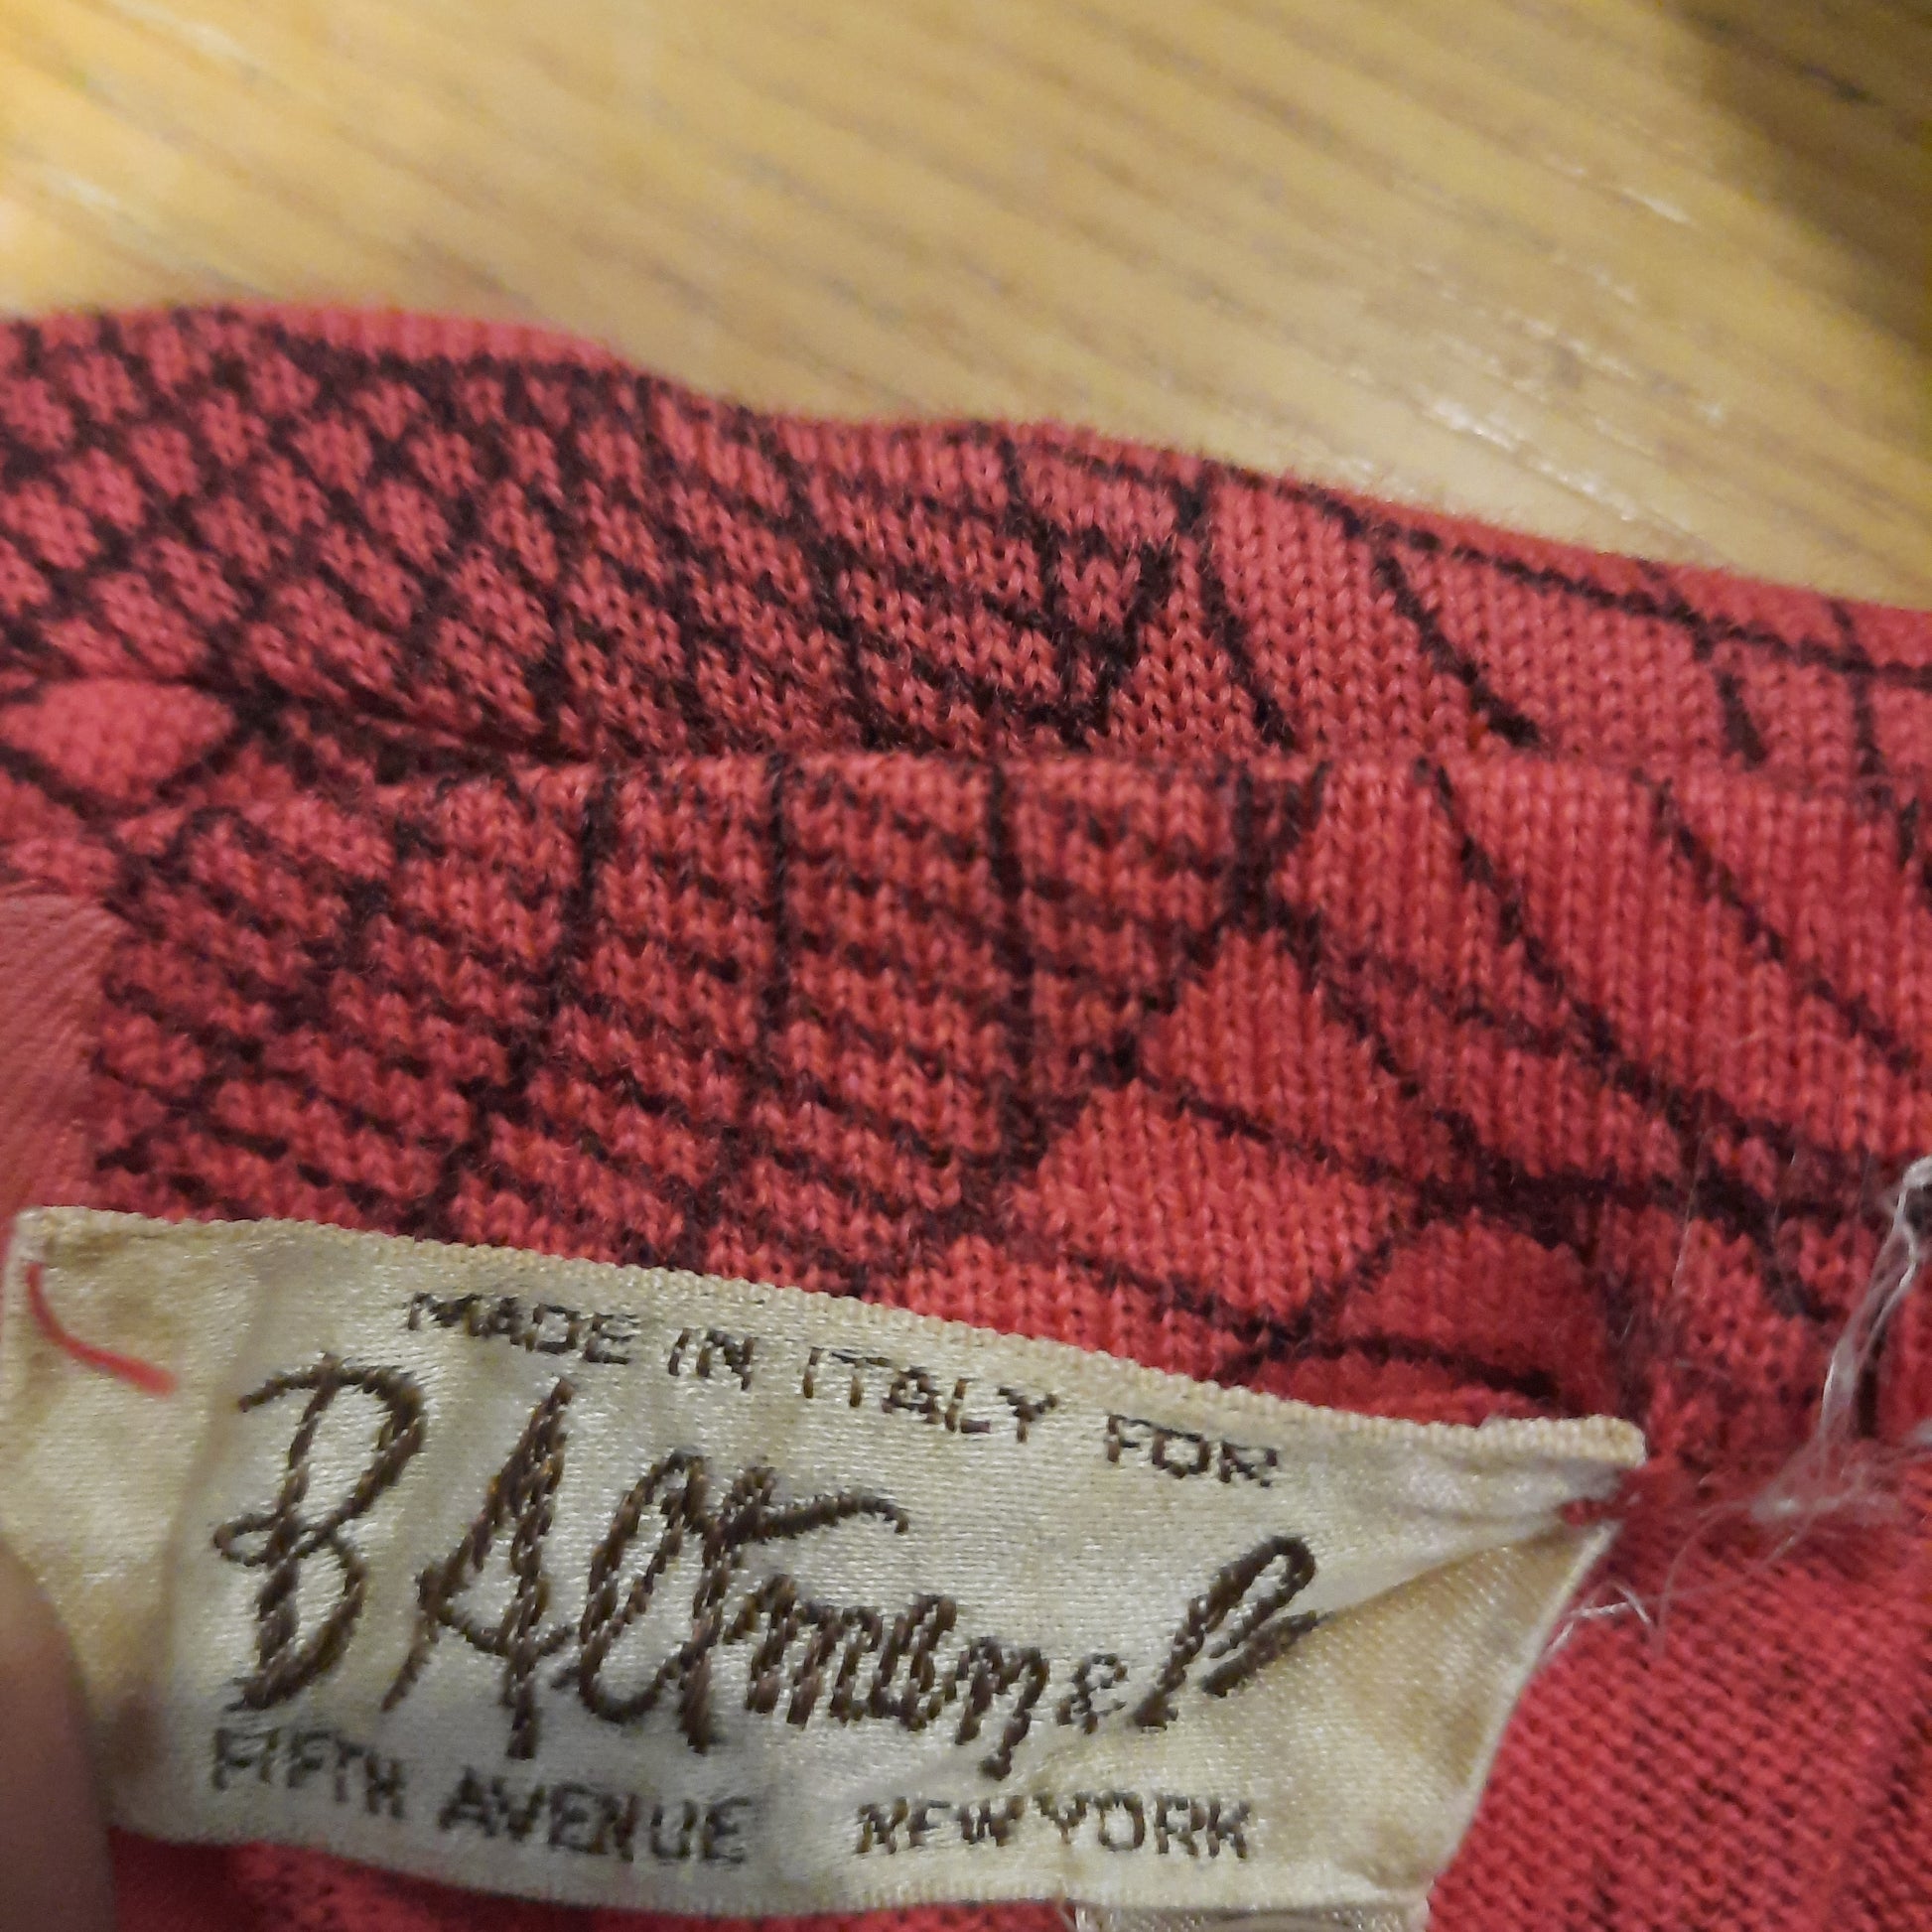 MADE IN ITALY FOR
B Altman & Co
FIFTH AVENUE NEW YORK